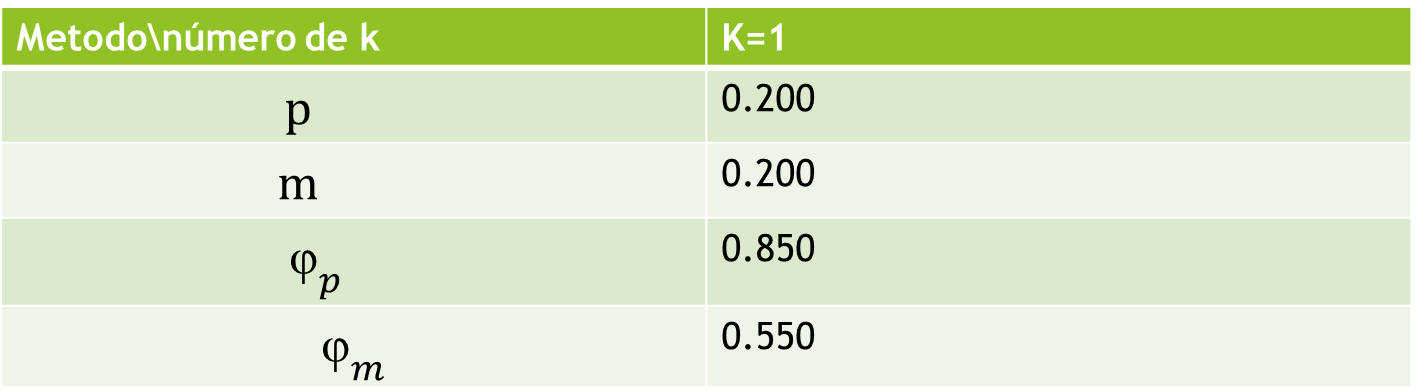 Metodo\número de k K=1
p 0.200
m 0.200
φp 0.850
φm 0.550